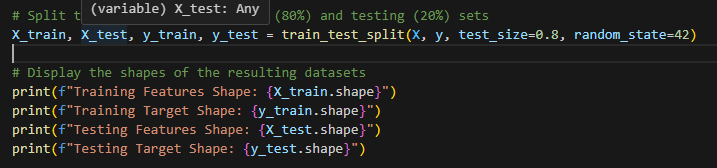 # Split t
(variable) X_test: Any
(80%) and testing (20%) sets
X_train, X_test, y_train, y_test = train_test_split(X, y, test_size=0.8, random_state=42)
# Display the shapes of the resulting datasets
print(f"Training Features Shape: {X_train.shape}")
print(f"Training Target Shape: {y_train.shape}")
print(f"Testing Features Shape: {X_test.shape}")
print(f"Testing Target Shape: {y_test.shape}")